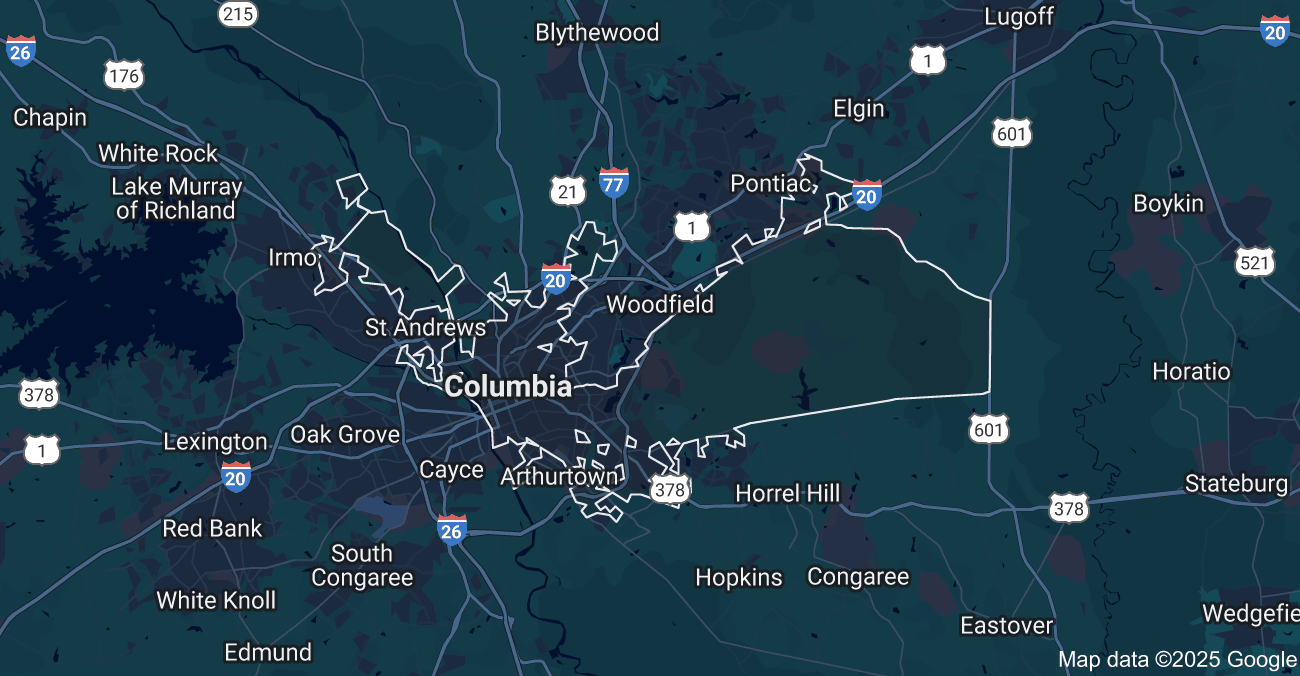 215
Lugoff
Blythewood
20
26
1
176
Elgin
Chapin
601
White Rock
Lake Murray
of Richland
21
77
Pontiac
20
Boykin
1
Irmo
521
20
Woodfield
St Andrews
Horatio
Columbia
378
601
Oak Grove
Lexington
1
Cayce
20
Arthurtown
378
Horrel Hill
Stateburg
378
Red Bank
26
South
Congaree
Hopkins
Congaree
White Knoll
Wedgefie
Eastover
Edmund
Map data ©2025 Google